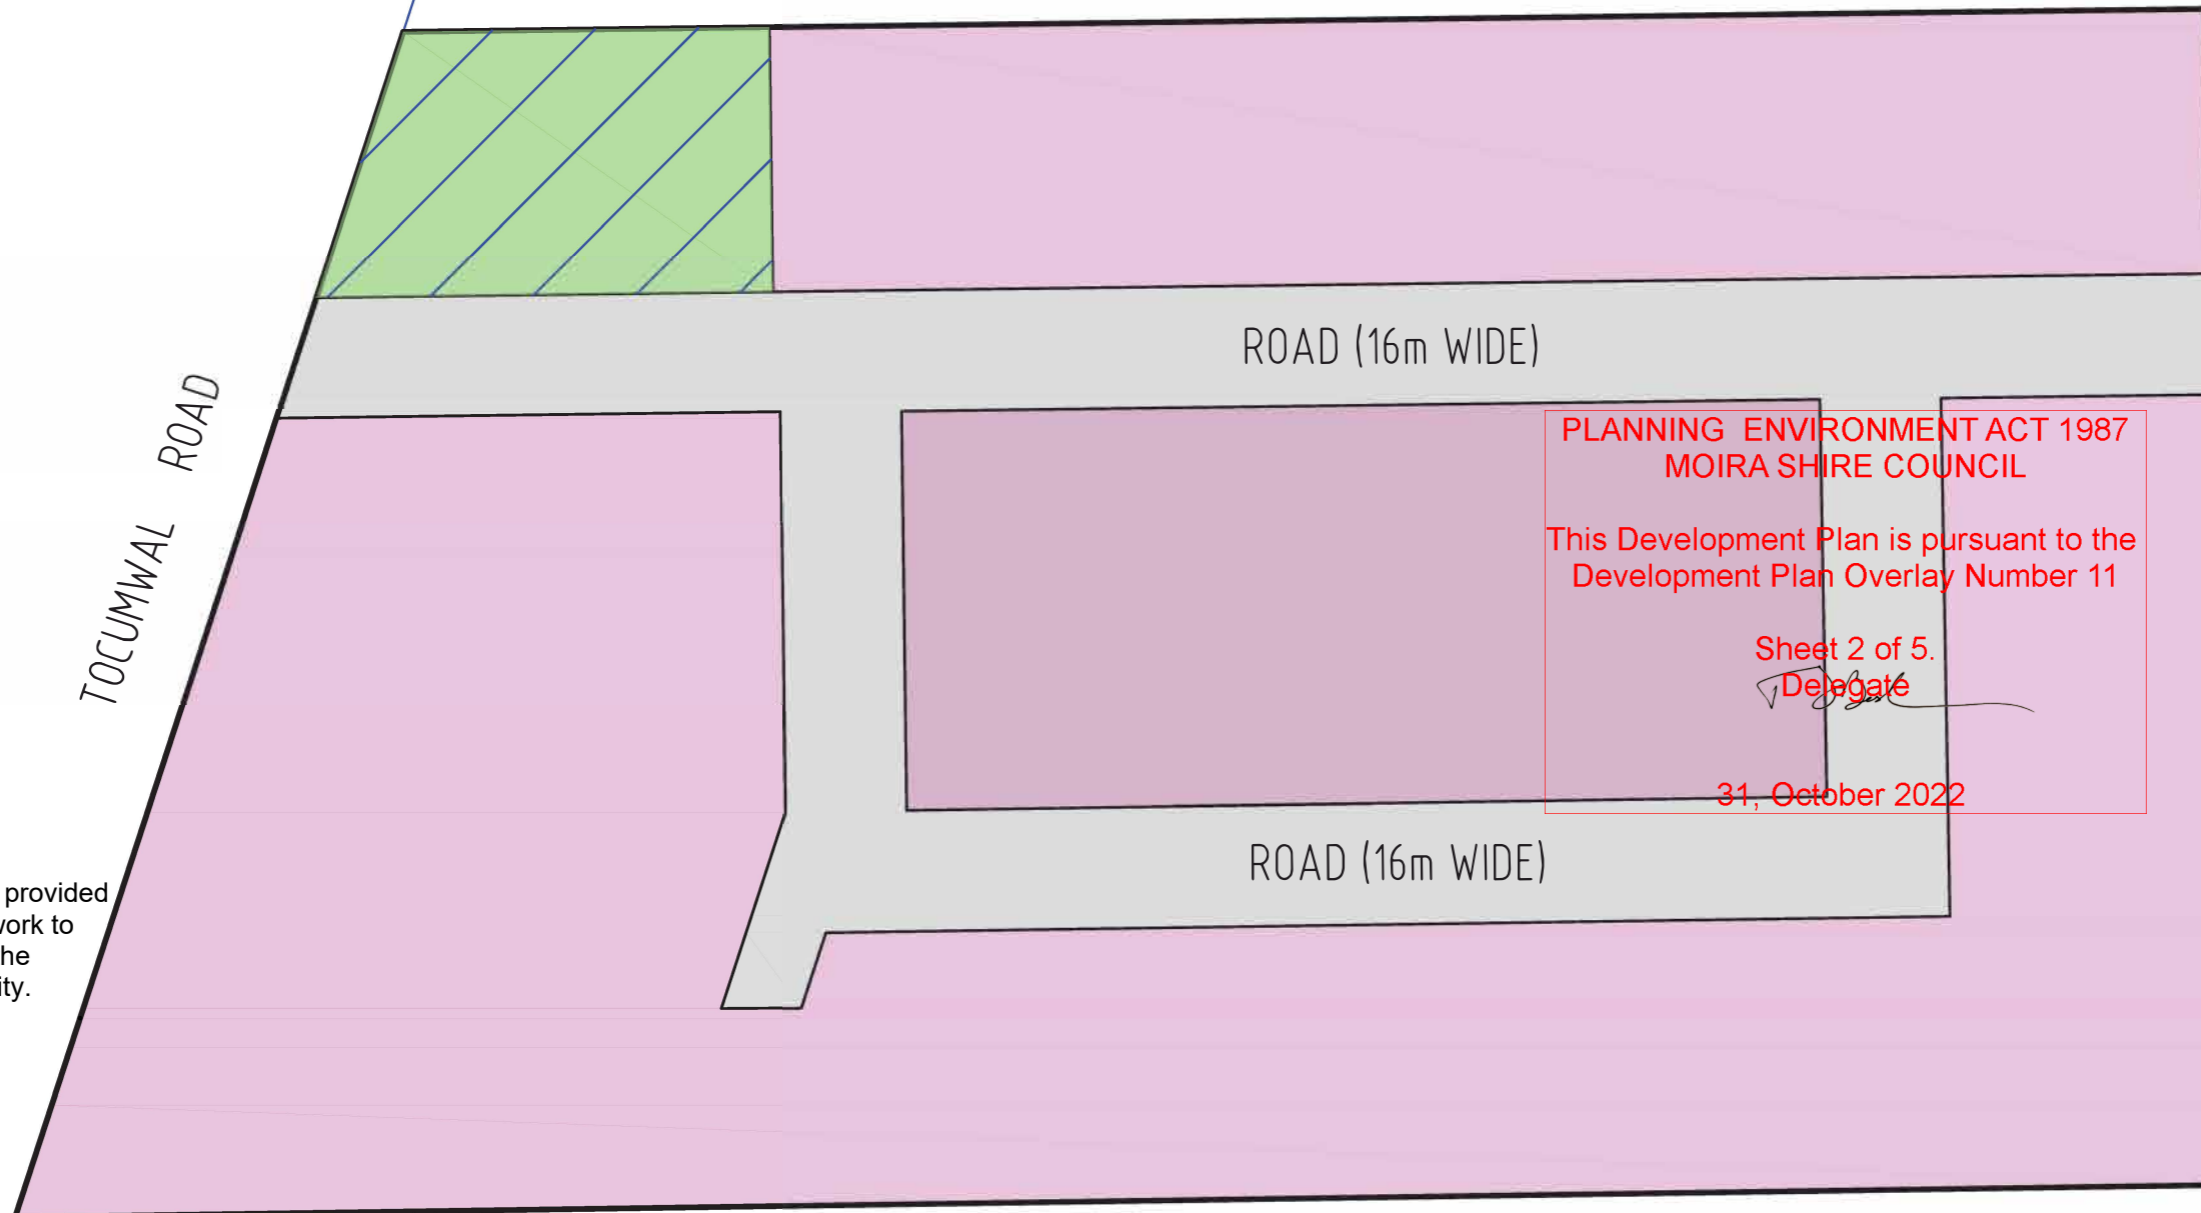 ROAD (16m WIDE)
TOCUMWAL ROAD
PLANNING ENVIRONMENT ACT 1987
MOIRA SHIRE COUNCIL
This Development Plan is pursuant to the
Development Plan Overlay Number 11
Sheet 2 of 5.
Delegate
31, October 2022
ROAD (16m WIDE)
provided
work to
he
ity.